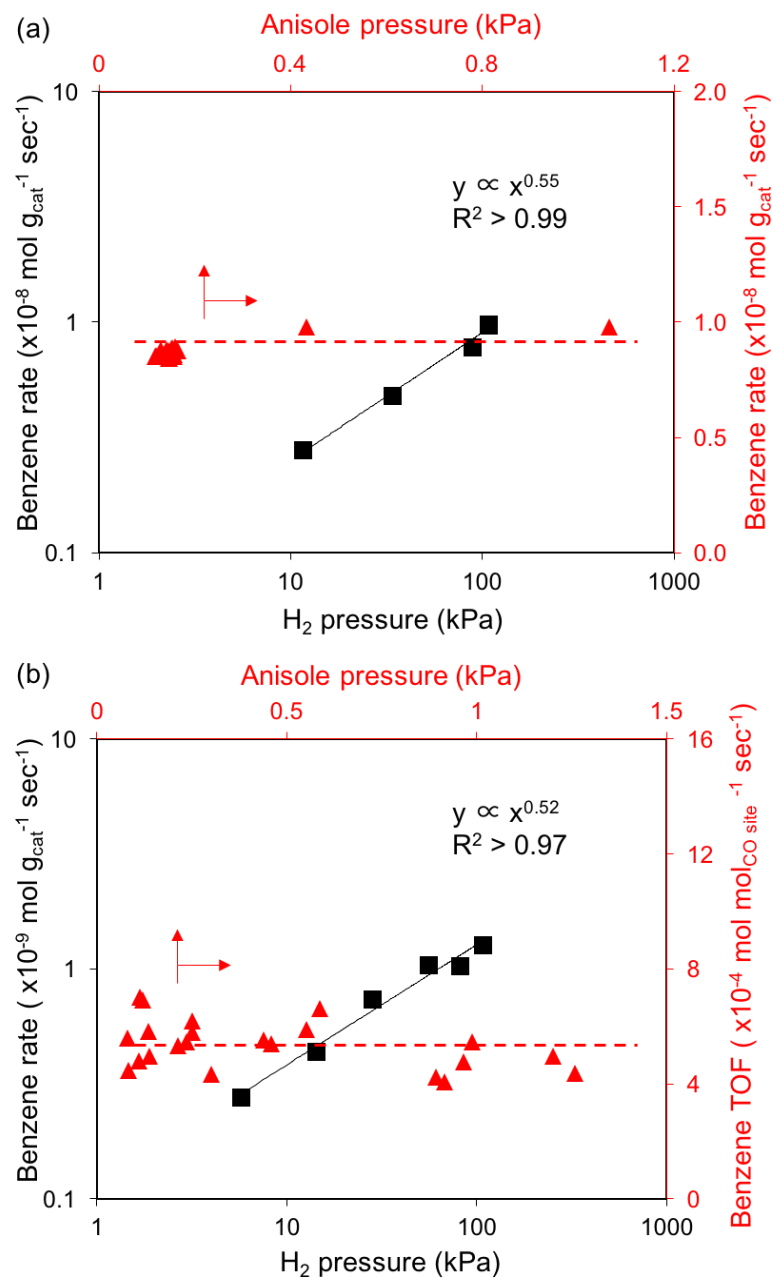 (a)
Anisole pressure (kPa)
0 0.4 0.8 1.2
10 2.0
y ∝ x^0.55
R² > 0.99
1.5
1 1.0
0.5
0.1 0.0
1 10 100 1000
H₂ pressure (kPa)
Benzene rate (x10⁻⁸ mol g_cat⁻¹ sec⁻¹)
Benzene rate (x10⁻⁸ mol g_cat⁻¹ sec⁻¹)
(b)
Anisole pressure (kPa)
0 0.5 1 1.5
10 16
y ∝ x^0.52
R² > 0.97
12
1 8
4
0.1 0
1 10 100 1000
H₂ pressure (kPa)
Benzene rate ( x10⁻⁹ mol g_cat⁻¹ sec⁻¹)
Benzene TOF ( x10⁻⁴ mol mol_CO site ⁻¹ sec⁻¹)